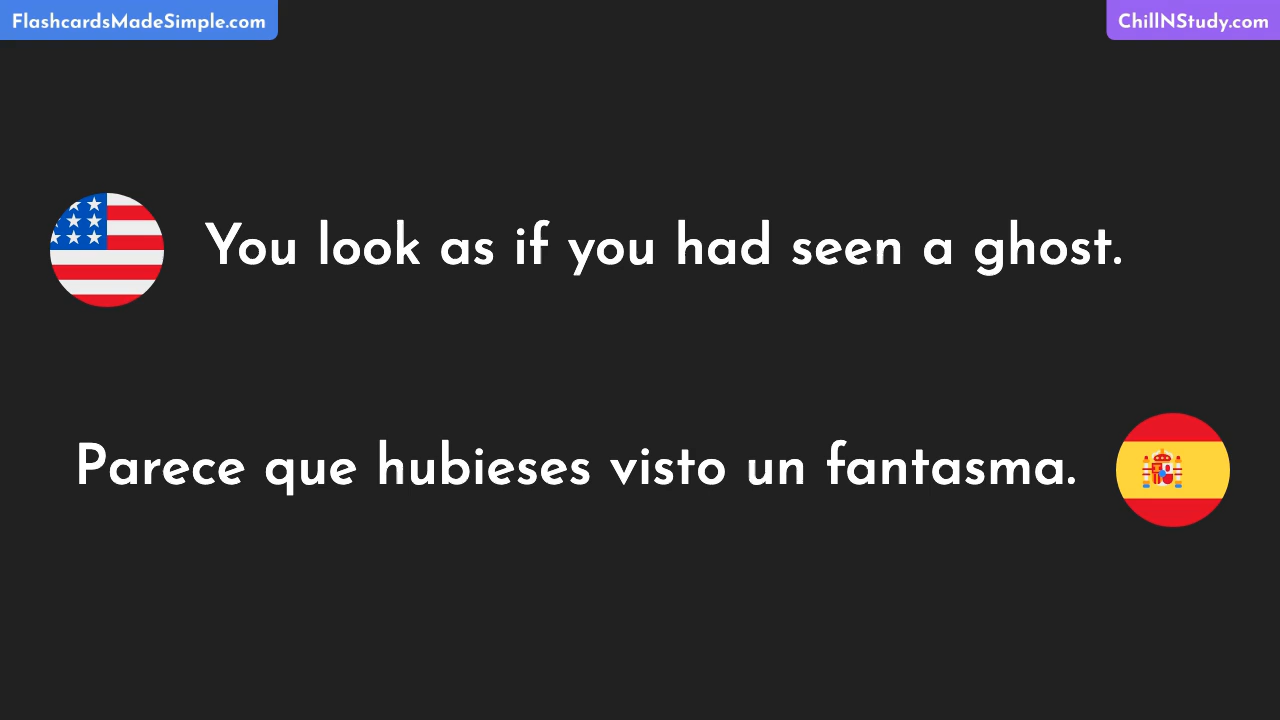 FlashcardsMadeSimple.com
ChillNStudy.com
You look as if you had seen a ghost.
Parece que hubieses visto un fantasma.